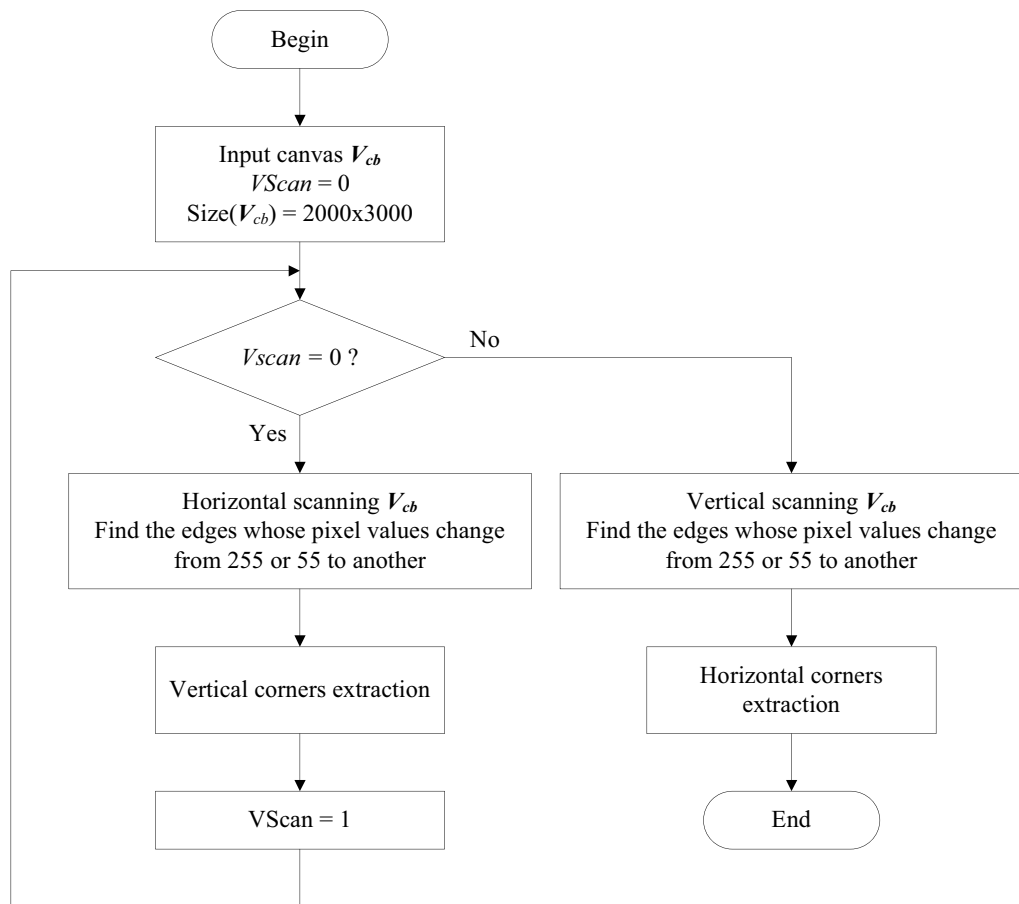 Begin
Input canvas V_cb
VScan = 0
Size(V_cb) = 2000x3000
Vscan = 0 ?
No
Yes
Horizontal scanning V_cb
Find the edges whose pixel values change
from 255 or 55 to another
Vertical scanning V_cb
Find the edges whose pixel values change
from 255 or 55 to another
Vertical corners extraction
Horizontal corners
extraction
VScan = 1
End